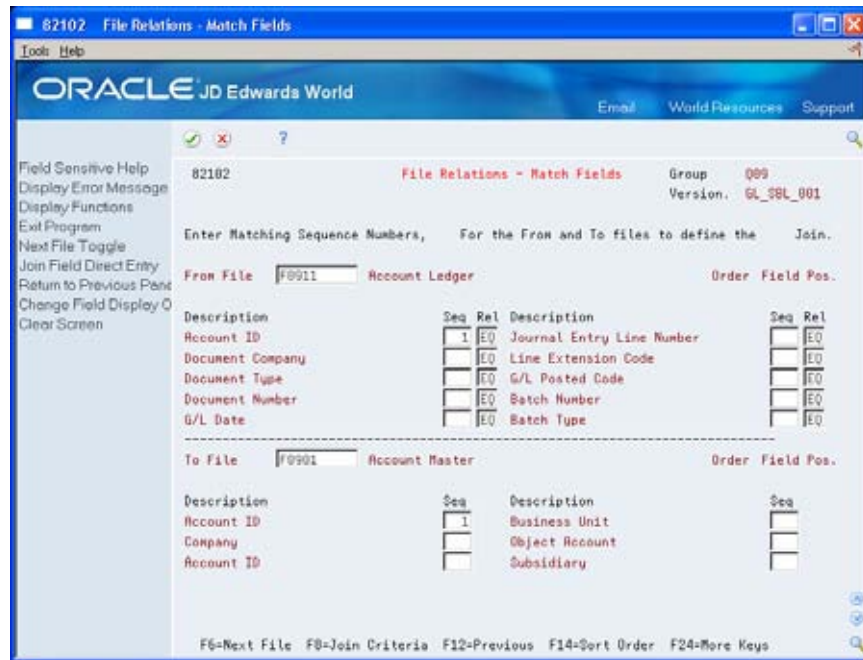 82102 File Relations - Match Fields
Tools Help
ORACLE JD Edwards World
Email World Resources Support
?
Field Sensitive Help
Display Error Message
Display Functions
Exit Program
Next File Toggle
Join Field Direct Entry
Return to Previous Pane
Change Field Display O
Clear Screen
82102 File Relations - Match Fields Group Q09
Version. GL_SBL_001
Enter Matching Sequence Numbers, For the From and To files to define the Join.
From File F0911 Account Ledger Order Field Pos.
Description Seq Rel Description Seq Rel
Account ID 1 EQ Journal Entry Line Number EQ
Document Company EQ Line Extension Code EQ
Document Type EQ G/L Posted Code EQ
Document Number EQ Batch Number EQ
G/L Date EQ Batch Type EQ
To File F0901 Account Master Order Field Pos.
Description Seq Description Seq
Account ID 1 Business Unit
Company Object Account
Account ID Subsidiary
F6=Next File F8=Join Criteria F12=Previous F14=Sort Order F24=More Keys